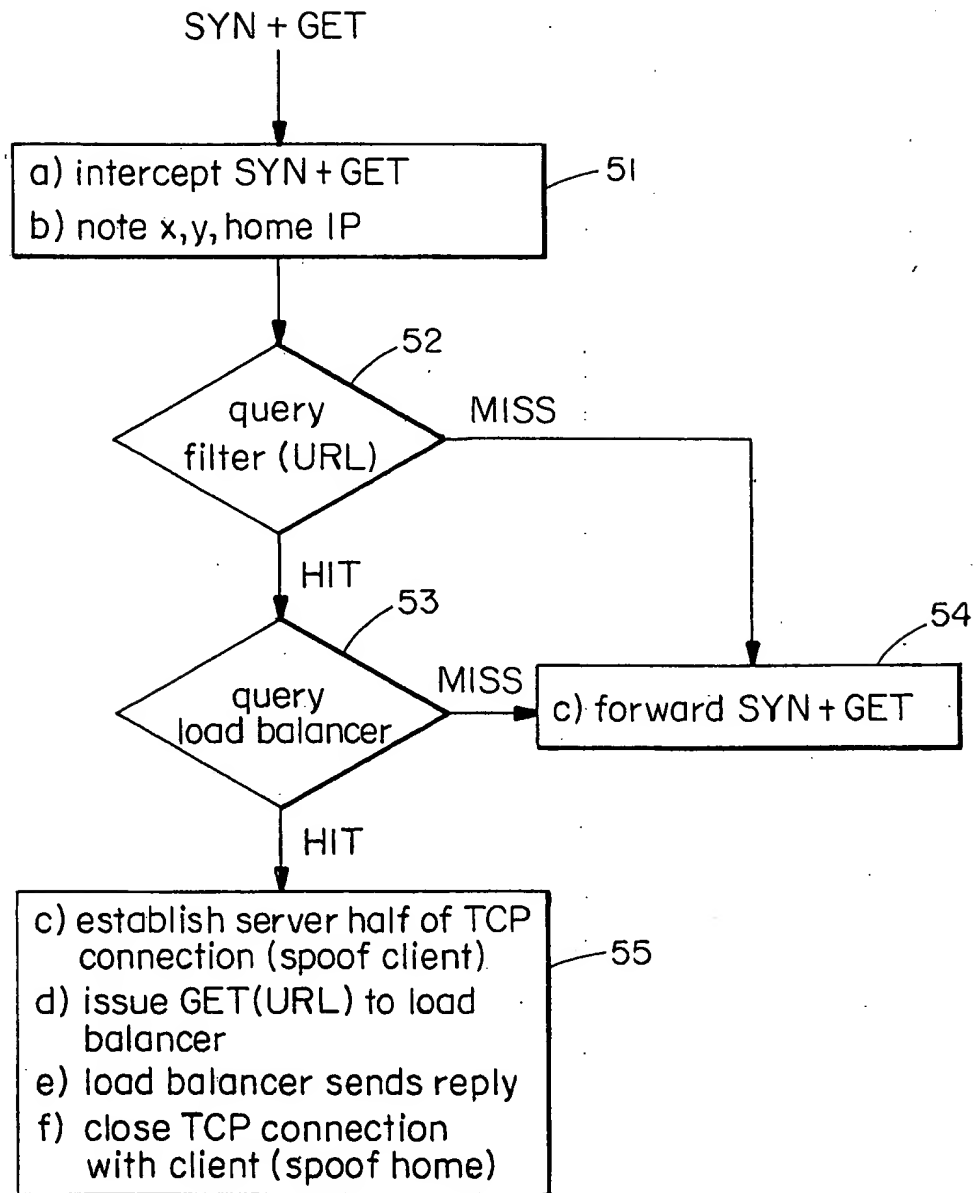 SYN + GET
a) intercept SYN + GET
b) note x, y, home IP
51
52
query
filter (URL)
MISS
HIT
53
54
query
load balancer
MISS
c) forward SYN + GET
HIT
c) establish server half of TCP
connection (spoof client)
d) issue GET(URL) to load
balancer
e) load balancer sends reply
f) close TCP connection
with client (spoof home)
55